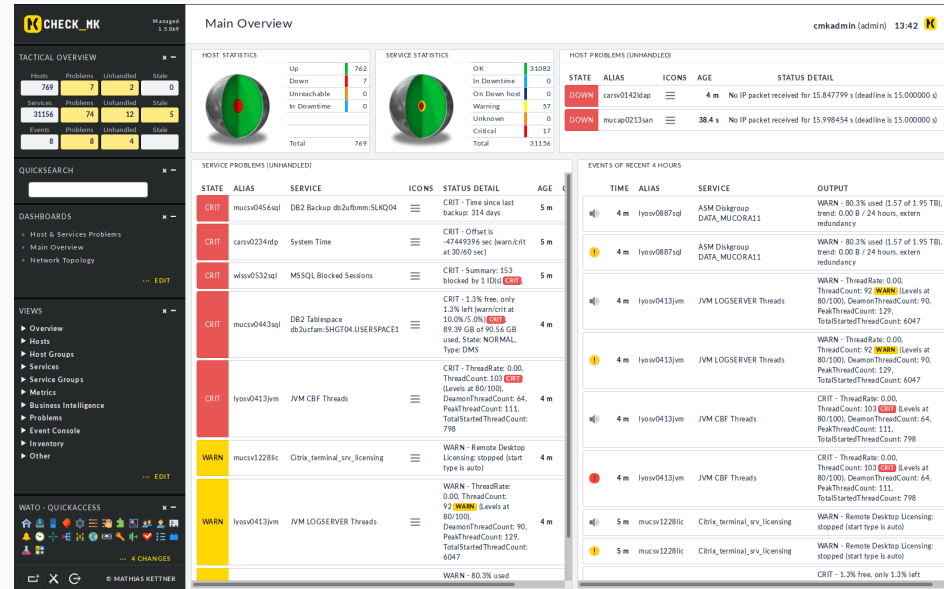 CHECK_MK
Managed
1.5.0b9
Main Overview
cmkadmin (admin) 13:42
TACTICAL OVERVIEW
Hosts Problems Unhandled Stale
769 7 2 0
Services Problems Unhandled Stale
31156 74 12 5
Events Problems Unhandled Stale
8 8 4
QUICKSEARCH
DASHBOARDS
Host & Services Problems
Main Overview
Network Topology
EDIT
VIEWS
Overview
Hosts
Host Groups
Services
Service Groups
Metrics
Business Intelligence
Problems
Event Console
Inventory
Other
EDIT
WATO - QUICKACCESS
4 CHANGES
© MATHIAS KETTNER
HOST STATISTICS
Up 762
Down 7
Unreachable 0
In Downtime 0
Total 769
SERVICE STATISTICS
OK 31082
In Downtime 0
On Down host 0
Warning 57
Unknown 0
Critical 17
Total 31156
HOST PROBLEMS (UNHANDLED)
STATE ALIAS ICONS AGE STATUS DETAIL
DOWN carsv0142ldap 4 m No IP packet received for 15.847799 s (deadline is 15.000000 s)
DOWN mucap0213san 38.4 s No IP packet received for 15.998454 s (deadline is 15.000000 s)
SERVICE PROBLEMS (UNHANDLED)
STATE ALIAS SERVICE ICONS STATUS DETAIL AGE
CRIT mucsv0456sql DB2 Backup db2ufbmm:SLKQ04 CRIT - Time since last
backup: 314 days 5 m
CRIT carsv0234rdp System Time CRIT - Offset is
-47449396 sec (warn/crit
at 30/60 sec) 5 m
CRIT wissv0532sql MSSQL Blocked Sessions CRIT - Summary: 153
blocked by 1 ID(s) CRIT, 5 m
CRIT mucsv0443sql DB2 Tablespace
db2ucfam:SHGT04.USERSPACE1
CRIT - 1.3% free, only
1.3% left (warn/crit at
10.0%/5.0%) CRIT,
89.39 GB of 90.56 GB
used, State: NORMAL,
Type: DMS
4 m
CRIT lyosv0413jvm JVM CBF Threads
CRIT - ThreadRate: 0.00,
ThreadCount: 103 CRIT
(Levels at 80/100),
DeamonThreadCount: 64,
PeakThreadCount: 111,
TotalStartedThreadCount:
798
4 m
WARN mucsv1228lic Citrix_terminal_srv_licensing
WARN - Remote Desktop
Licensing: stopped (start
type is auto)
4 m
WARN lyosv0413jvm JVM LOGSERVER Threads
WARN - ThreadRate:
0.00, ThreadCount:
92 WARN (Levels at
80/100),
DeamonThreadCount: 90,
PeakThreadCount: 129,
TotalStartedThreadCount:
6047
4 m
WARN - 80.3% used
EVENTS OF RECENT 4 HOURS
TIME ALIAS SERVICE OUTPUT
4 m lyosv0887sql ASM Diskgroup
DATA_MUCORA11
WARN - 80.3% used (1.57 of 1.95 TB),
trend: 0.00 B / 24 hours, extern
redundancy
4 m lyosv0887sql ASM Diskgroup
DATA_MUCORA11
WARN - 80.3% used (1.57 of 1.95 TB),
trend: 0.00 B / 24 hours, extern
redundancy
4 m lyosv0413jvm JVM LOGSERVER Threads
WARN - ThreadRate: 0.00,
ThreadCount: 92 WARN (Levels at
80/100), DeamonThreadCount: 90,
PeakThreadCount: 129,
TotalStartedThreadCount: 6047
4 m lyosv0413jvm JVM LOGSERVER Threads
WARN - ThreadRate: 0.00,
ThreadCount: 92 WARN (Levels at
80/100), DeamonThreadCount: 90,
PeakThreadCount: 129,
TotalStartedThreadCount: 6047
4 m lyosv0413jvm JVM CBF Threads
CRIT - ThreadRate: 0.00,
ThreadCount: 103 CRIT (Levels at
80/100), DeamonThreadCount: 64,
PeakThreadCount: 111,
TotalStartedThreadCount: 798
4 m lyosv0413jvm JVM CBF Threads
CRIT - ThreadRate: 0.00,
ThreadCount: 103 CRIT (Levels at
80/100), DeamonThreadCount: 64,
PeakThreadCount: 111,
TotalStartedThreadCount: 798
5 m mucsv1228lic Citrix_terminal_srv_licensing
WARN - Remote Desktop Licensing:
stopped (start type is auto)
5 m mucsv1228lic Citrix_terminal_srv_licensing
WARN - Remote Desktop Licensing:
stopped (start type is auto)
CRIT - 1.3% free, only 1.3% left